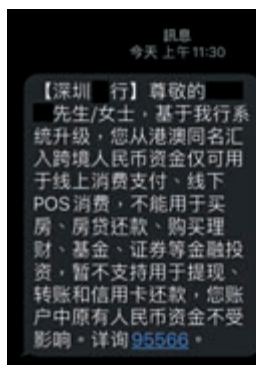 訊息
今天 上午11:30
【深圳 行】尊敬的
先生/女士，基于我行系
统升级，您从港澳同名汇
入跨境人民币资金仅可用
于线上消费支付、线下
POS消费，不能用于买
房、房贷还款、购买理
财、基金、证券等金融投
资，暂不支持用于提现、
转账和信用卡还款，您账
户中原有人民币资金不受
影响。详询95566。